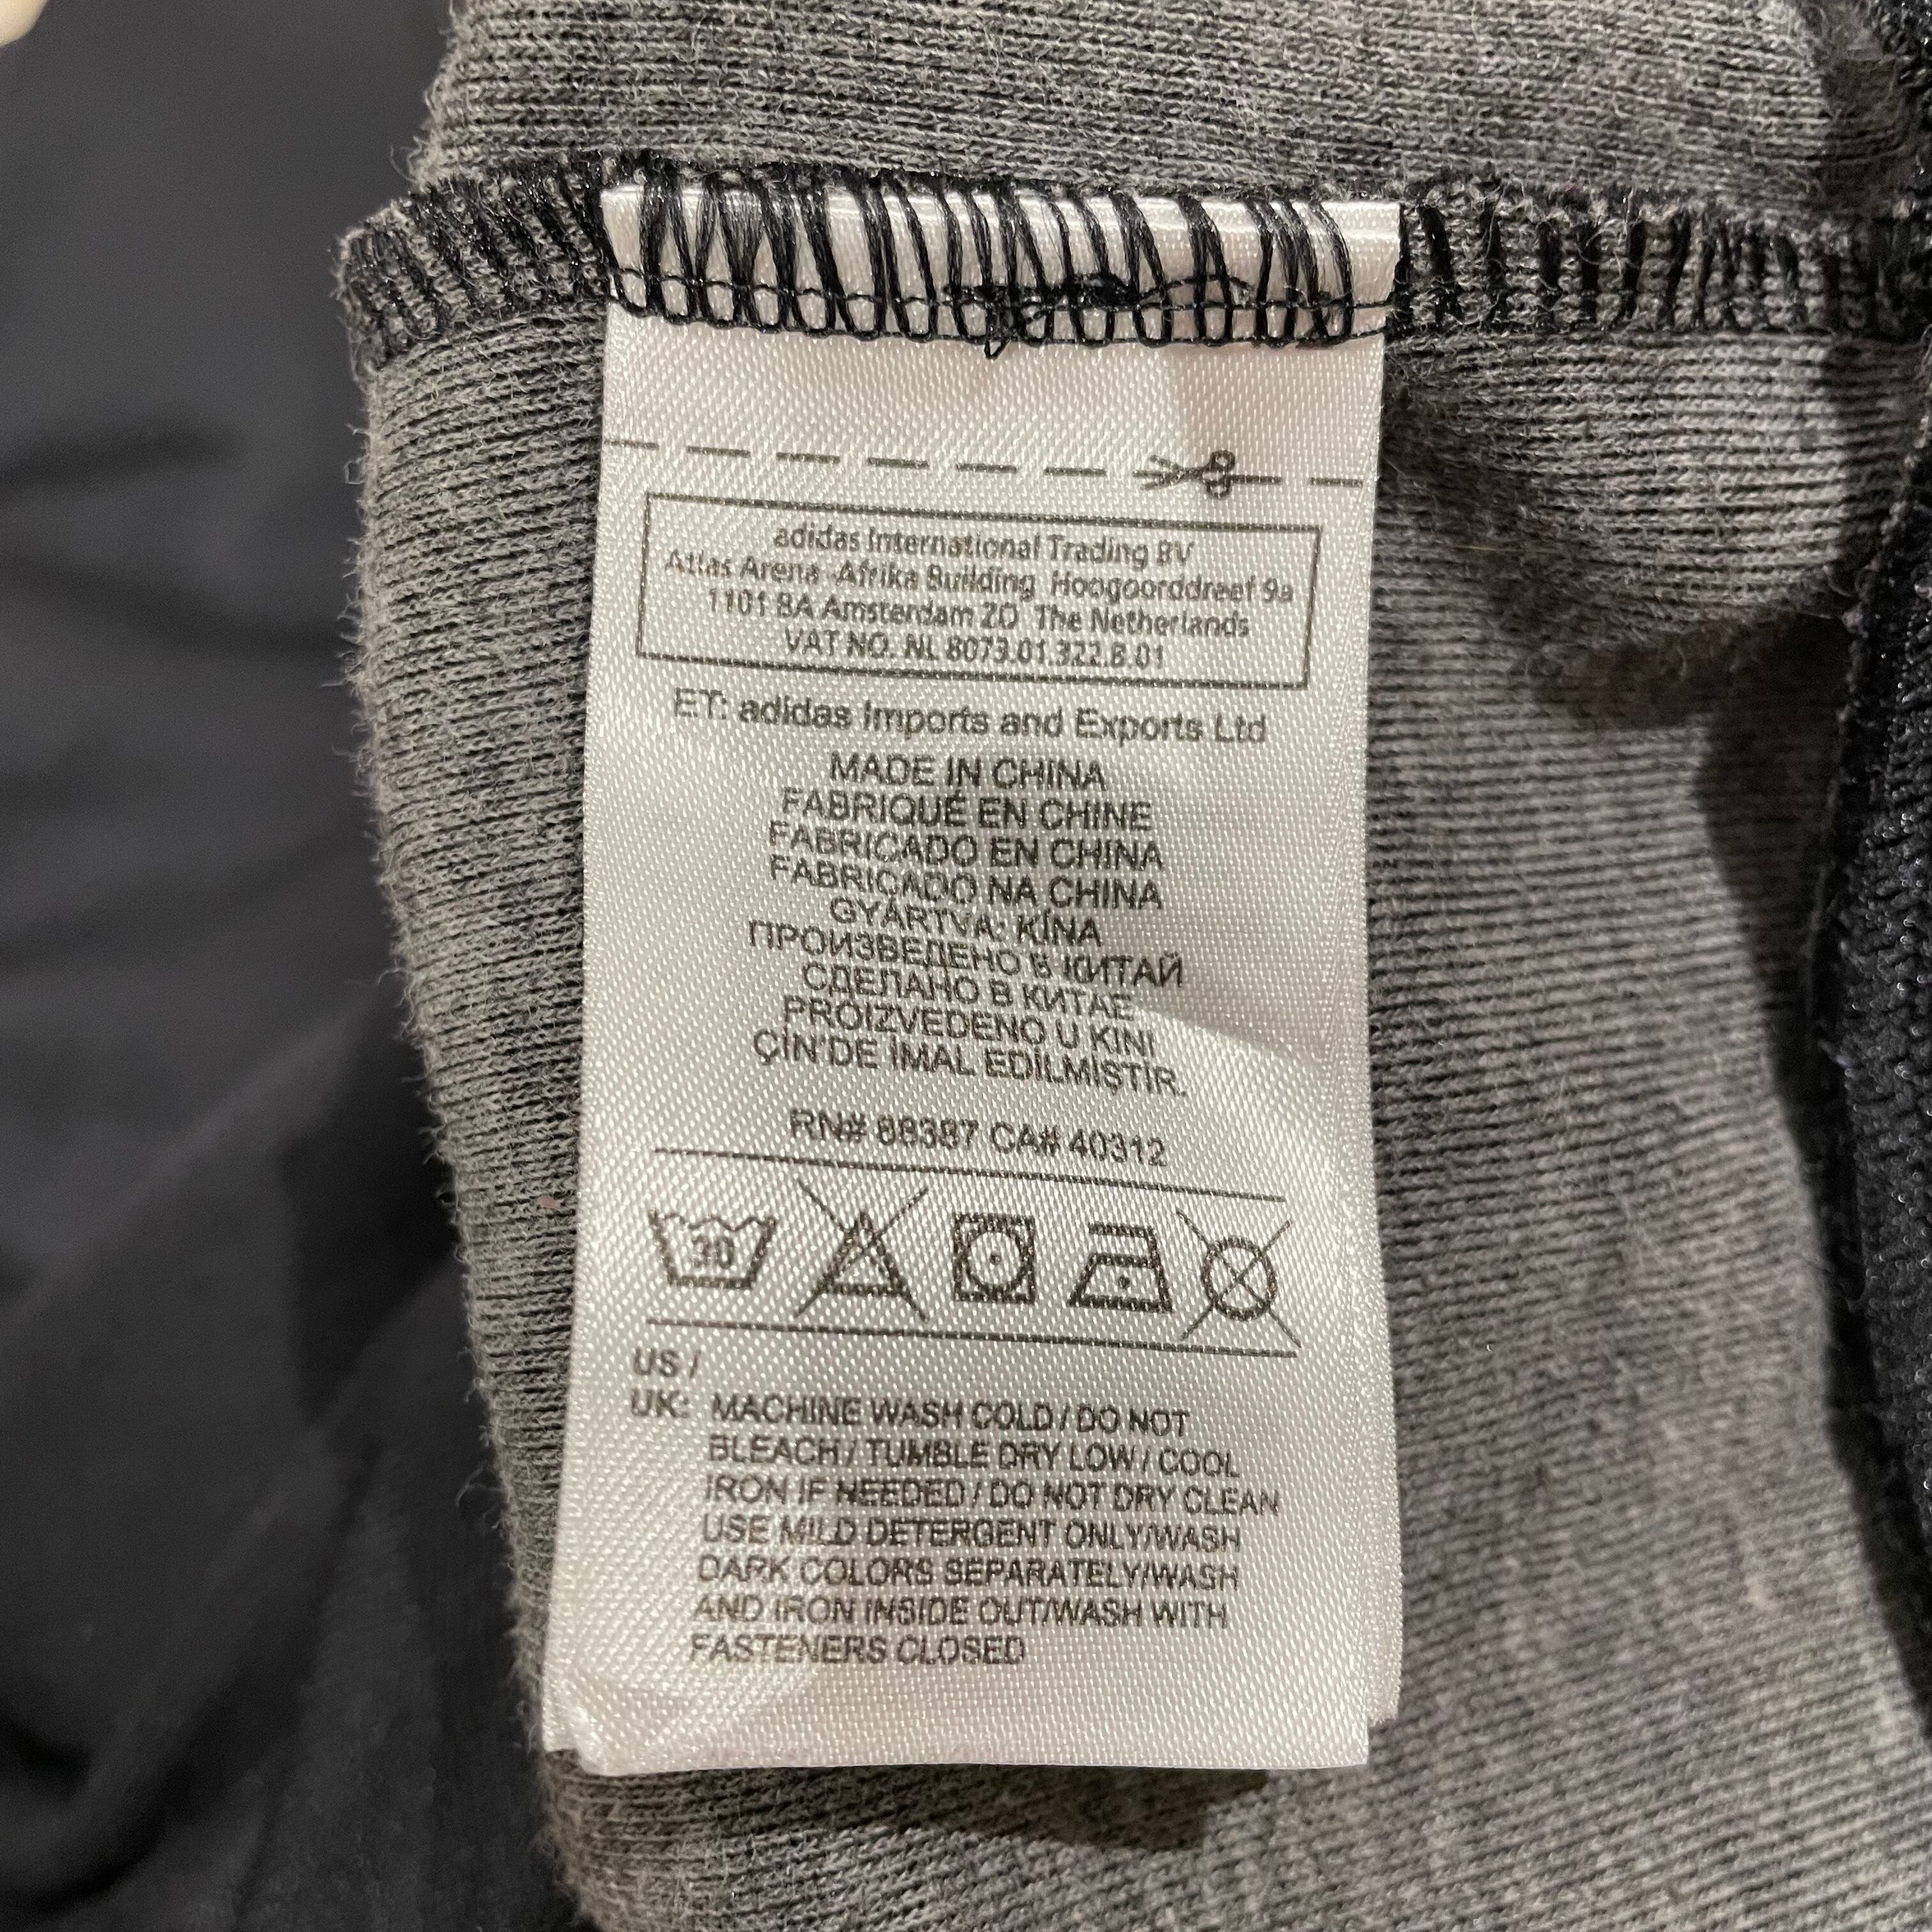 adidas International Trading BV
Atlas Arena -Afrika Building Hoogoorddreef 9a
1101 BA Amsterdam ZO The Netherlands
VAT NO. NL 8073.01.322.B.01
ET: adidas Imports and Exports Ltd
MADE IN CHINA
FABRIQUÉ EN CHINE
FABRICADO EN CHINA
FABRICADO NA CHINA
GYÁRTVA: KÍNA
ПРОИЗВЕДЕНО В КИТАЙ
СДЕЛАНО В КИТАЕ
PROIZVEDENO U KINI
ÇİN'DE İMAL EDİLMİŞTİR.
RN# 88387 CA# 40312
30
US /
UK: MACHINE WASH COLD / DO NOT
BLEACH / TUMBLE DRY LOW / COOL
IRON IF NEEDED / DO NOT DRY CLEAN
USE MILD DETERGENT ONLY/WASH
DARK COLORS SEPARATELY/WASH
AND IRON INSIDE OUT/WASH WITH
FASTENERS CLOSED